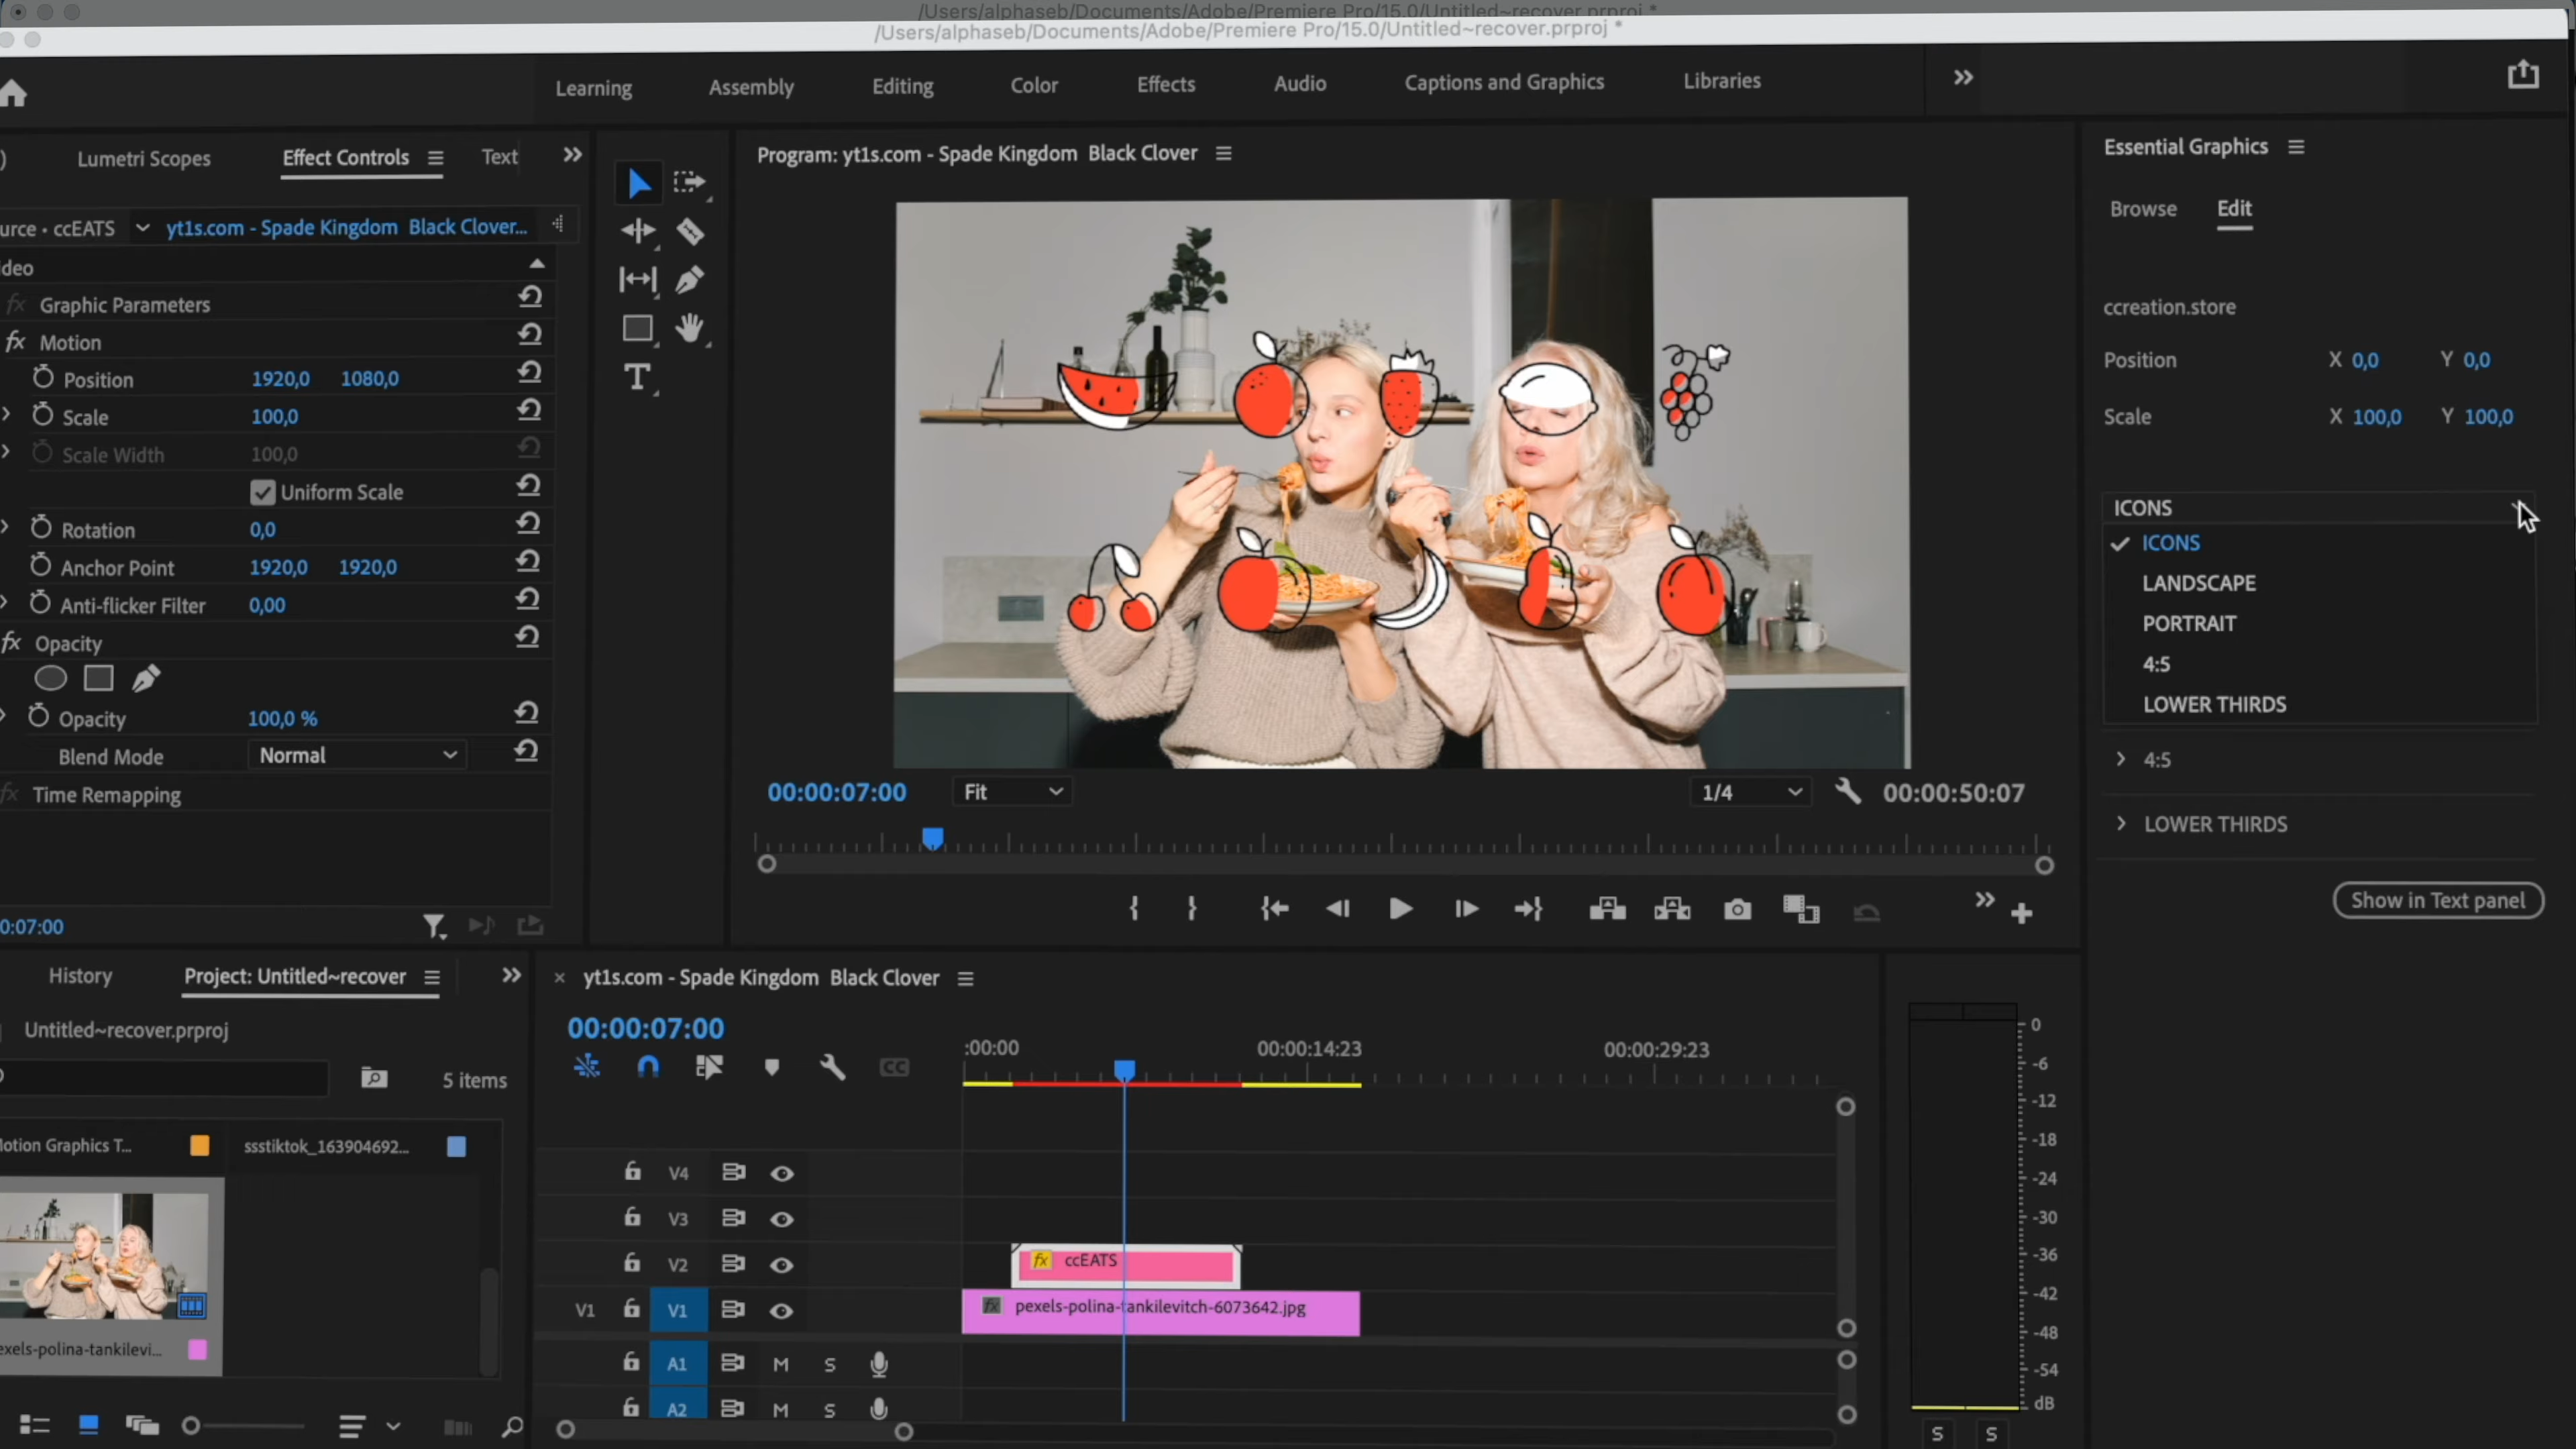 /Users/alphaseb/Documents/Adobe/Premiere Pro/15.0/Untitled~recover.prproj *
/Users/alphaseb/Documents/Adobe/Premiere Pro/15.0/Untitled~recover.prproj *
Learning
Assembly
Editing
Color
Effects
Audio
Captions and Graphics
Libraries
Lumetri Scopes
Effect Controls
Text
urce • ccEATS
yt1s.com - Spade Kingdom Black Clover...
ideo
fx Graphic Parameters
fx Motion
Position 1920,0 1080,0
Scale 100,0
Scale Width 100,0
Uniform Scale
Rotation 0,0
Anchor Point 1920,0 1920,0
Anti-flicker Filter 0,00
fx Opacity
Opacity 100,0 %
Blend Mode Normal
fx Time Remapping
0:07:00
T
Program: yt1s.com - Spade Kingdom Black Clover
00:00:07:00
Fit
1/4
00:00:50:07
Essential Graphics
Browse
Edit
ccreation.store
Position X 0,0 Y 0,0
Scale X 100,0 Y 100,0
ICONS
ICONS
LANDSCAPE
PORTRAIT
4:5
LOWER THIRDS
4:5
LOWER THIRDS
Show in Text panel
History
Project: Untitled~recover
Untitled~recover.prproj
5 items
Motion Graphics T...
ssstiktok_163904692...
exels-polina-tankilevi...
× yt1s.com - Spade Kingdom Black Clover
00:00:07:00
CC
:00:00
00:00:14:23
00:00:29:23
V4
V3
V2
fx ccEATS
V1
V1
fx pexels-polina-tankilevitch-6073642.jpg
A1 M S
A2 M S
0
-6
-12
-18
-24
-30
-36
-42
-48
-54
dB
S S